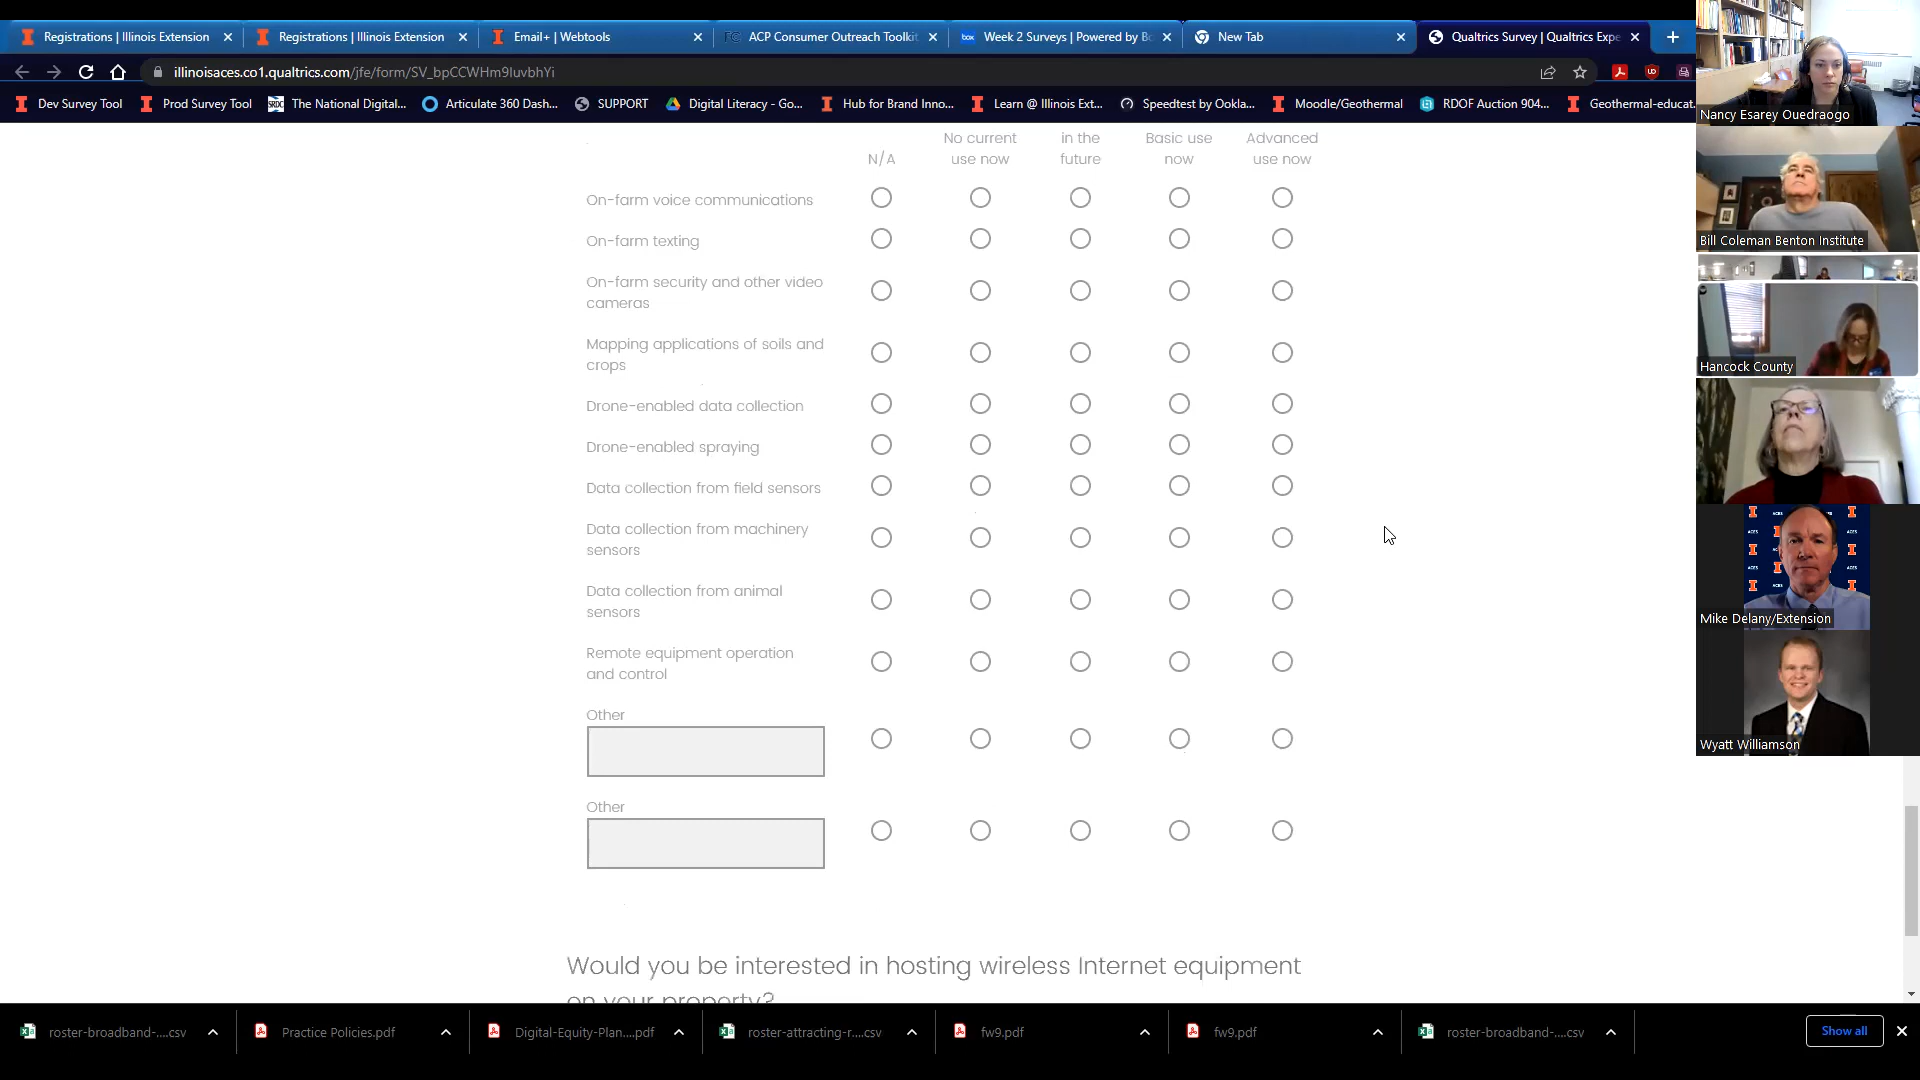 Registrations | Illinois Extension
Registrations | Illinois Extension
Email+ | Webtools
ACP Consumer Outreach Toolkit
Week 2 Surveys | Powered by Bo
New Tab
Qualtrics Survey | Qualtrics Expe
illinoisaces.co1.qualtrics.com/jfe/form/SV_bpCCWHm9IuvbhYi
Dev Survey Tool
Prod Survey Tool
The National Digital...
Articulate 360 Dash...
SUPPORT
Digital Literacy - Go...
Hub for Brand Inno...
Learn @ Illinois Ext...
Speedtest by Ookla...
Moodle/Geothermal
RDOF Auction 904...
Geothermal-educat
N/A
No current
use now
in the
future
Basic use
now
Advanced
use now
On-farm voice communications
On-farm texting
On-farm security and other video
cameras
Mapping applications of soils and
crops
Drone-enabled data collection
Drone-enabled spraying
Data collection from field sensors
Data collection from machinery
sensors
Data collection from animal
sensors
Remote equipment operation
and control
Other
Other
Would you be interested in hosting wireless Internet equipment
on your property?
Nancy Esarey Ouedraogo
Bill Coleman Benton Institute
Hancock County
Mike Delany/Extension
Wyatt Williamson
roster-broadband-....csv
Practice Policies.pdf
Digital-Equity-Plan....pdf
roster-attracting-r....csv
fw9.pdf
fw9.pdf
roster-broadband-....csv
Show all